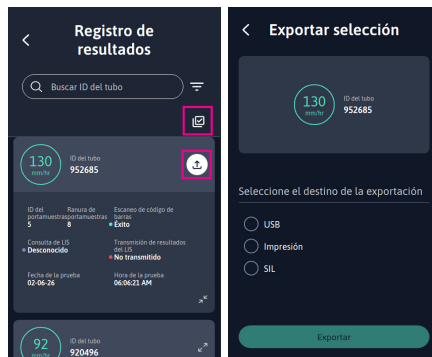 Registro de
resultados
Buscar ID del tubo
130
mm/hr
ID del tubo
952685
ID del
portamuestras
5
Ranura de
portamuestras
8
Escaneo de código de
barras
Éxito
Consulta de LIS
Desconocido
Transmisión de resultados
del LIS
No transmitido
Fecha de la prueba
02-06-26
Hora de la prueba
06:06:21 AM
92
mm/hr
ID del tubo
920496
Exportar selección
130
mm/hr
ID del tubo
952685
Seleccione el destino de la exportación
USB
Impresión
SIL
Exportar